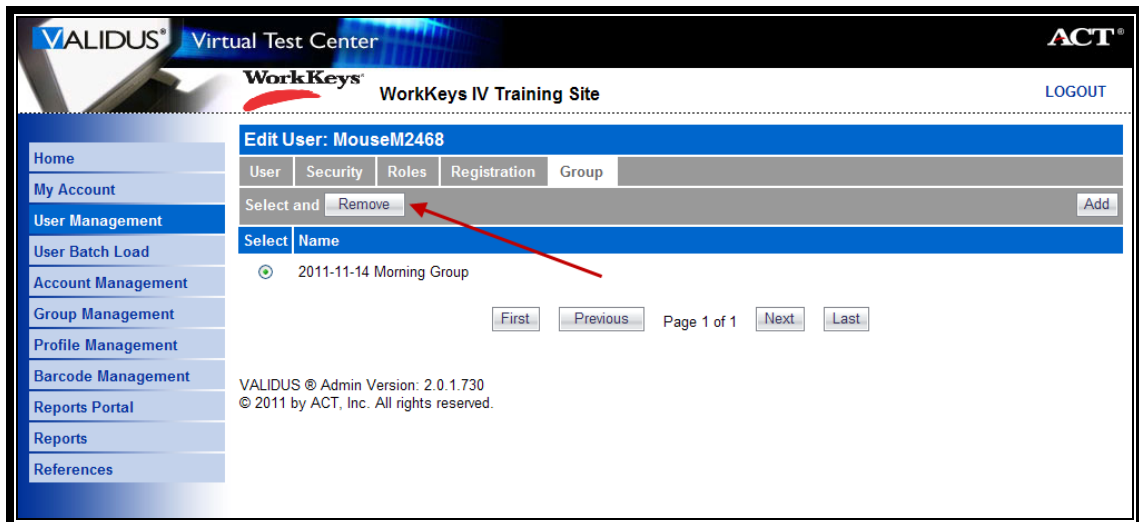 VALIDUS® Virtual Test Center ACT®
WorkKeys® WorkKeys IV Training Site LOGOUT
Home
My Account
User Management
User Batch Load
Account Management
Group Management
Profile Management
Barcode Management
Reports Portal
Reports
References
Edit User: MouseM2468
User Security Roles Registration Group
Select and Remove Add
Select Name
2011-11-14 Morning Group
First Previous Page 1 of 1 Next Last
VALIDUS ® Admin Version: 2.0.1.730
© 2011 by ACT, Inc. All rights reserved.